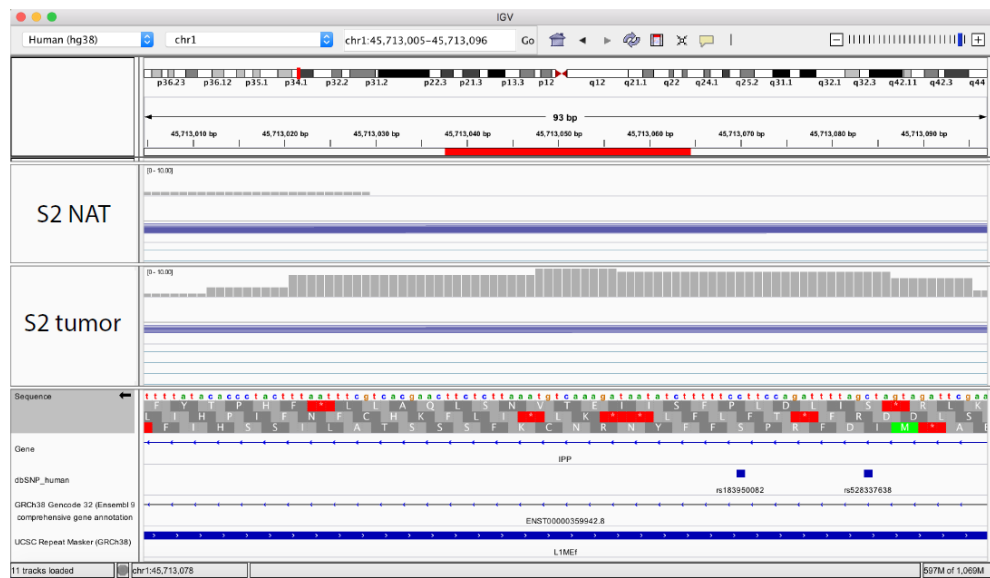 IGV
Human (hg38) chr1 chr1:45,713,005-45,713,096 Go
p36.23 p36.12 p35.1 p34.1 p32.2 p31.2 p22.3 p21.3 p13.3 p12 q12 q21.1 q22 q24.1 q25.2 q31.1 q32.1 q32.3 q42.11 q42.3 q44
93 bp
45,713,010 bp 45,713,020 bp 45,713,030 bp 45,713,040 bp 45,713,050 bp 45,713,060 bp 45,713,070 bp 45,713,080 bp 45,713,090 bp
[0 - 10.00]
S2 NAT
[0 - 10.00]
S2 tumor
Sequence
F Y T P H F * L L A Q L S N V T E I I S F P L D L I S * R L K
L I H P I F N F C H K F L I * L K * * L F L T * F R D D L S
F I H S S I L A T S S S F K C N R N Y F F S P R F D I M * A E
Gene
IPP
dbSNP_human
rs183950082 rs528337638
GRCh38 Gencode 32 (Ensembl 9
comprehensive gene annotation
ENST00000359942.8
UCSC Repeat Masker (GRCh38)
L1MEf
11 tracks loaded chr1:45,713,078 597M of 1,069M